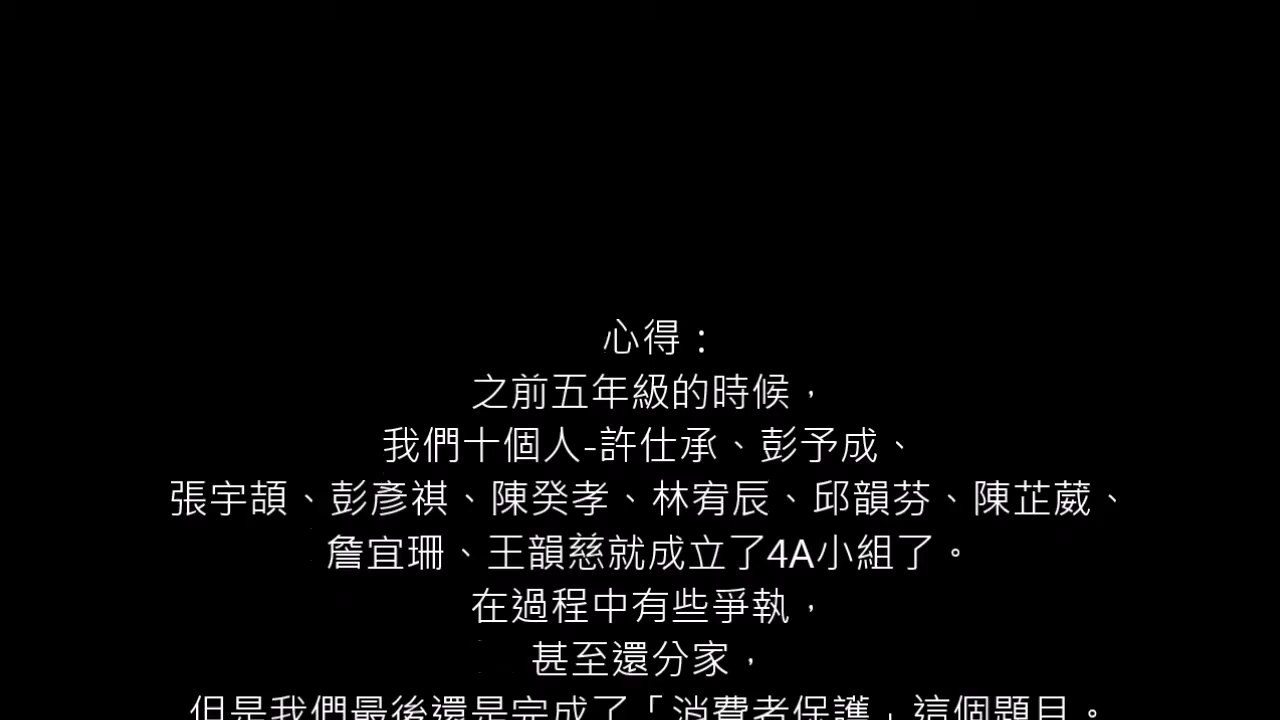 心得：
之前五年級的時候，
我們十個人-許仕承、彭予成、
張宇頡、彭彥祺、陳癸孝、林宥辰、邱韻芬、陳芷葳、
詹宜珊、王韻慈就成立了4A小組了。
在過程中有些爭執，
甚至還分家，
但是我們最後還是完成了「消費者保護」這個題目。